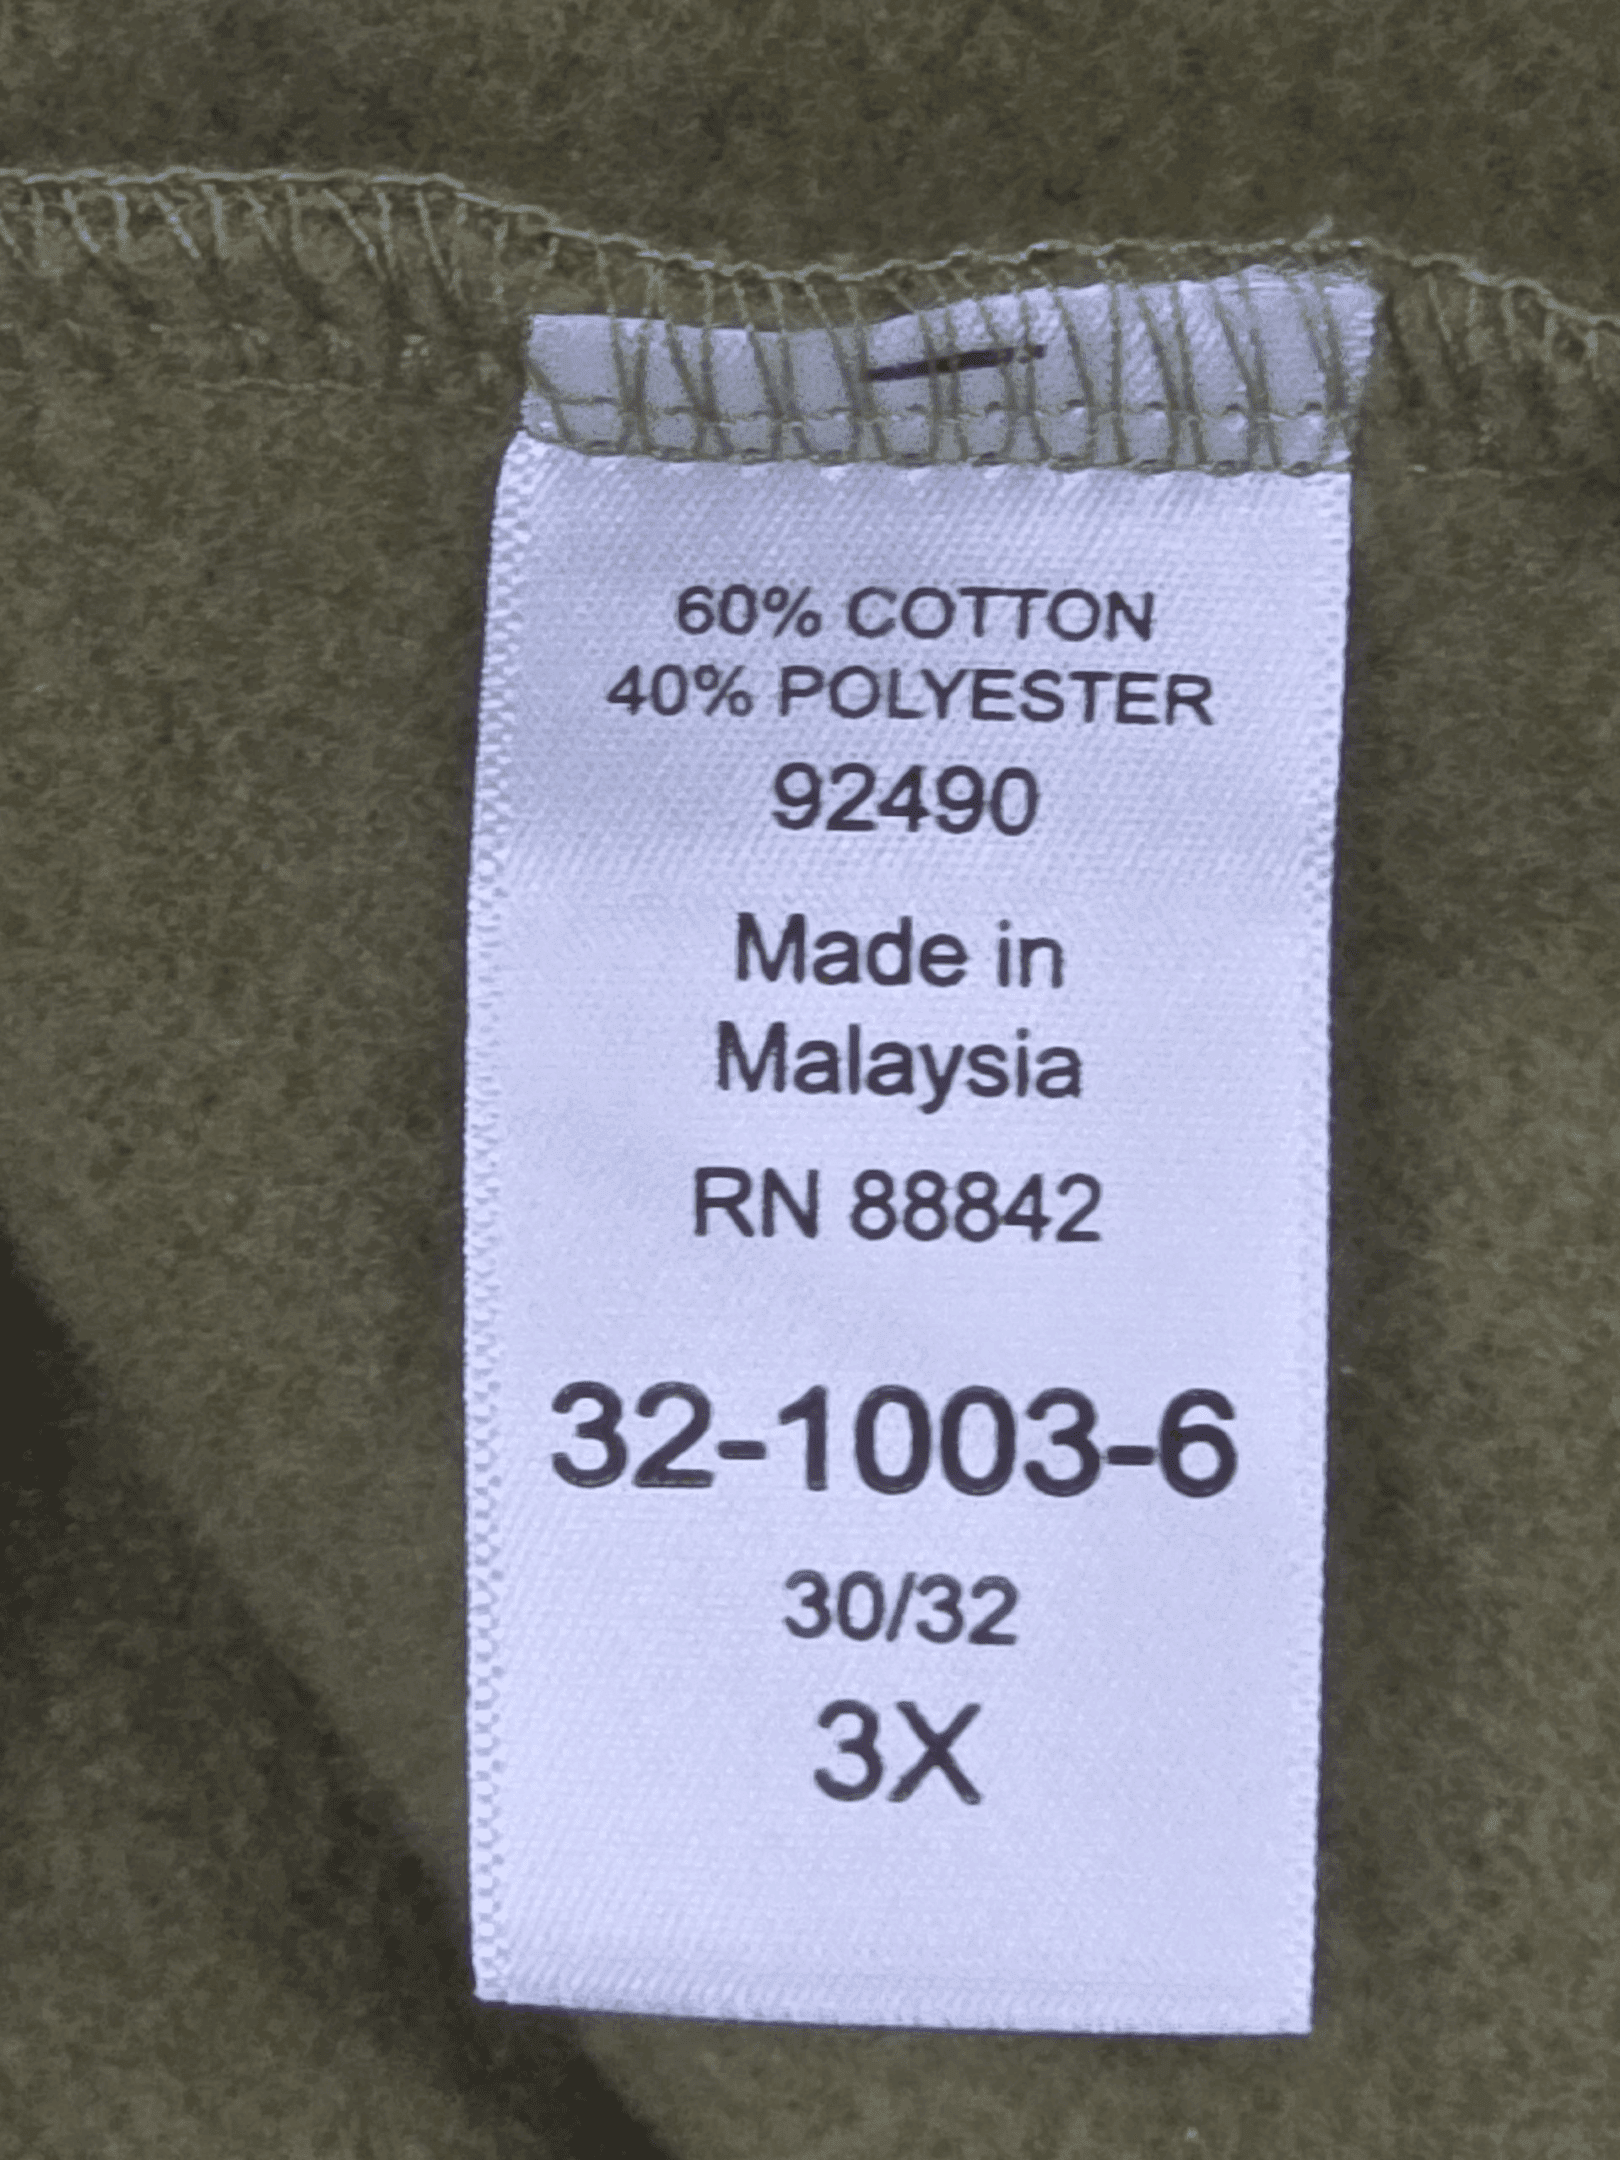 60% COTTON
40% POLYESTER
92490
Made in
Malaysia
RN 88842
32-1003-6
30/32
3X